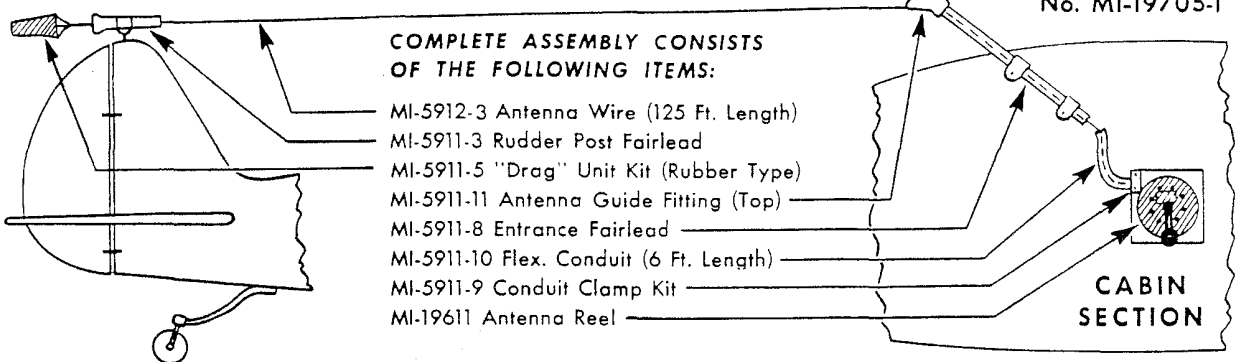 No. MI-19705-1
COMPLETE ASSEMBLY CONSISTS
OF THE FOLLOWING ITEMS:
MI-5912-3 Antenna Wire (125 Ft. Length)
MI-5911-3 Rudder Post Fairlead
MI-5911-5 "Drag" Unit Kit (Rubber Type)
MI-5911-11 Antenna Guide Fitting (Top)
MI-5911-8 Entrance Fairlead
MI-5911-10 Flex. Conduit (6 Ft. Length)
MI-5911-9 Conduit Clamp Kit
MI-19611 Antenna Reel
CABIN
SECTION